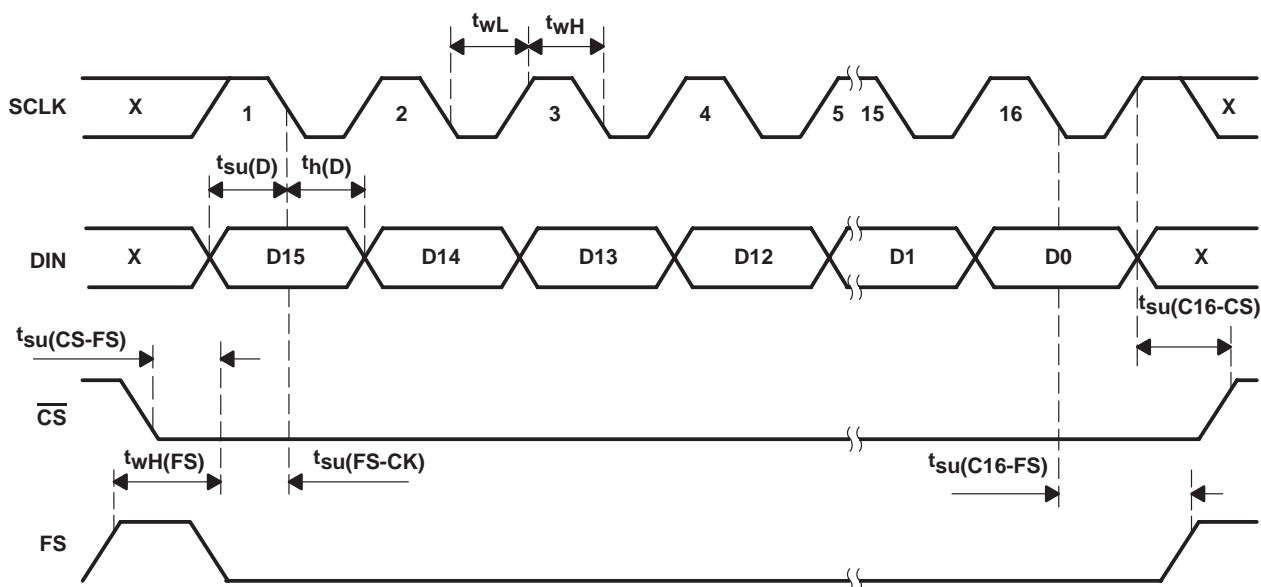 twL twH
SCLK X 1 2 3 4 5 15 16 X
tsu(D) th(D)
DIN X D15 D14 D13 D12 D1 D0 X
tsu(C16-CS)
tsu(CS-FS)
CS
twH(FS) tsu(FS-CK) tsu(C16-FS)
FS